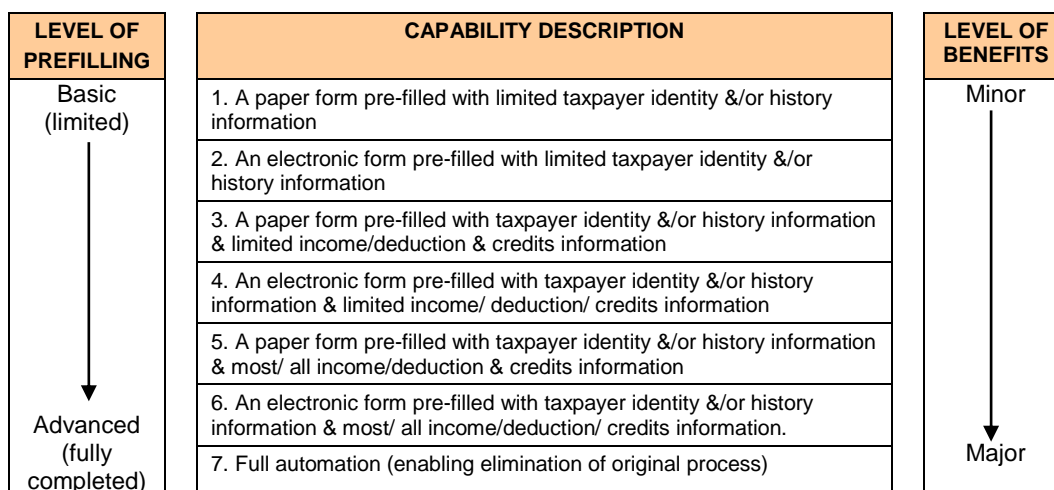 LEVEL OF
PREFILLING
CAPABILITY DESCRIPTION
LEVEL OF
BENEFITS
Basic
(limited)
1. A paper form pre-filled with limited taxpayer identity &/or history
information
Minor
2. An electronic form pre-filled with limited taxpayer identity &/or
history information
3. A paper form pre-filled with taxpayer identity &/or history information
& limited income/deduction & credits information
4. An electronic form pre-filled with taxpayer identity &/or history
information & limited income/ deduction/ credits information
5. A paper form pre-filled with taxpayer identity &/or history information
& most/ all income/deduction & credits information
6. An electronic form pre-filled with taxpayer identity &/or history
information & most/ all income/deduction/ credits information.
Advanced
(fully
completed)
7. Full automation (enabling elimination of original process)
Major